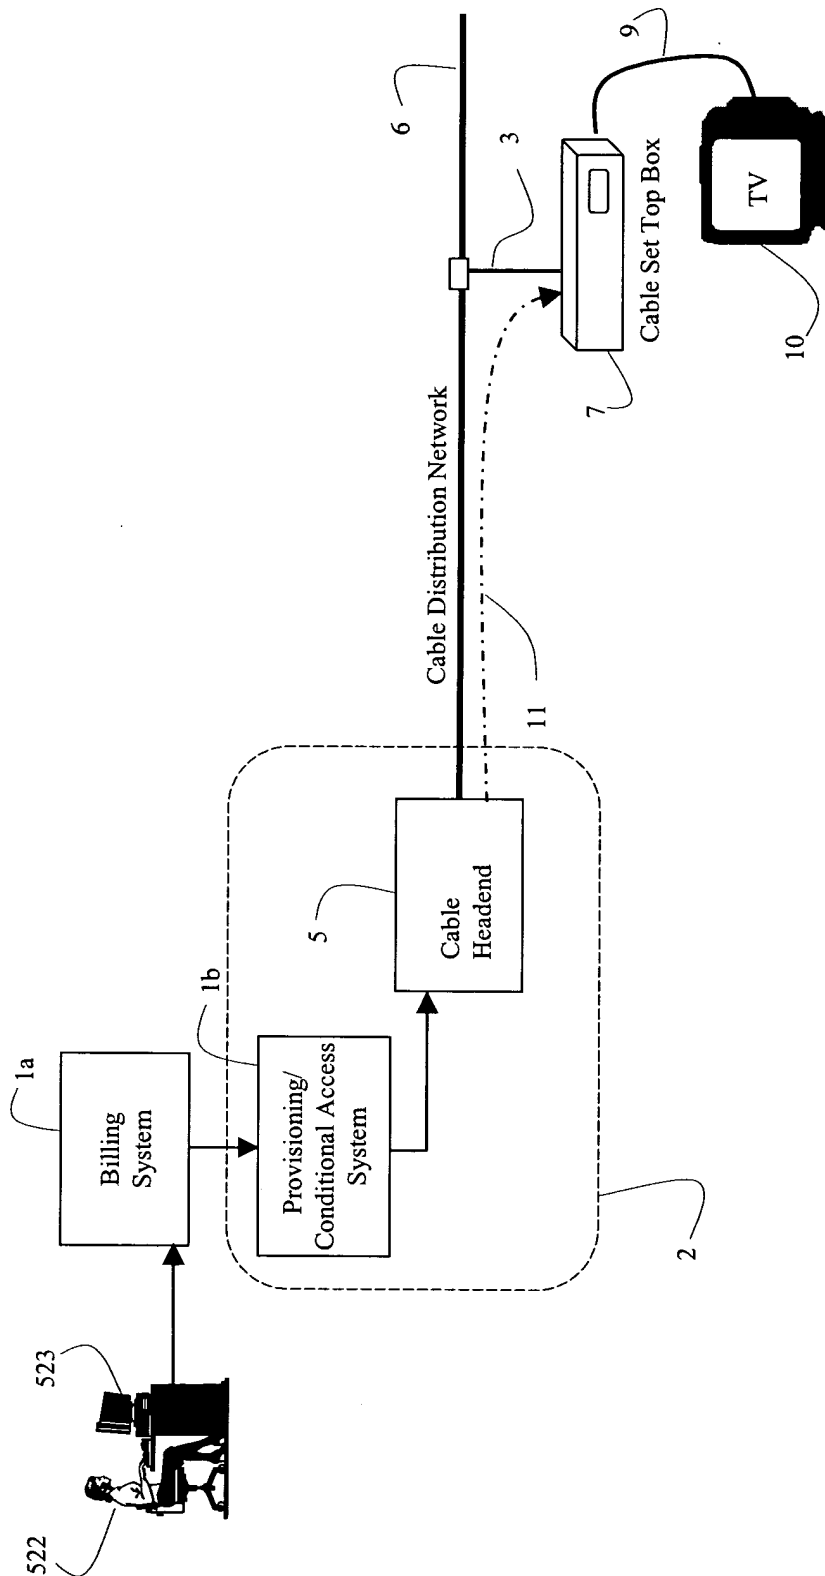 522
523
1a
Billing
System
1b
Provisioning/
Conditional Access
System
2
5
Cable
Headend
Cable Distribution Network
11
6
3
7
Cable Set Top Box
9
TV
10